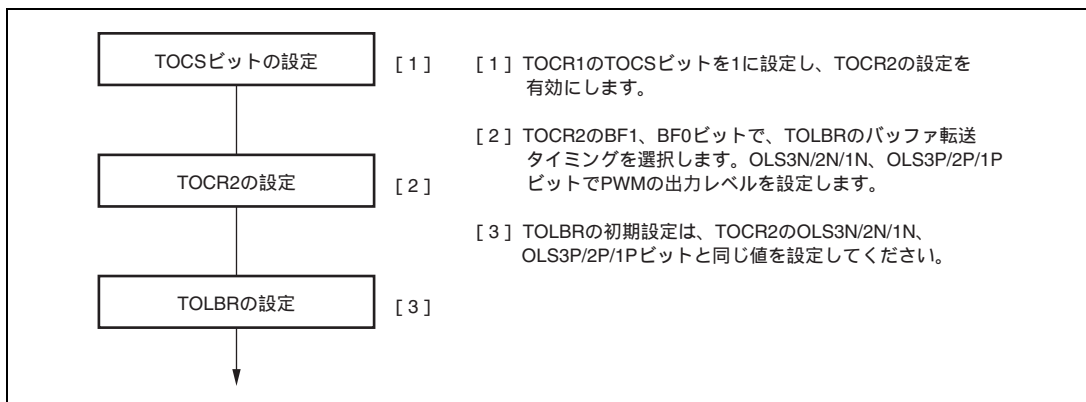 TOCSビットの設定
[ 1 ]
[ 1 ] TOCR1のTOCSビットを1に設定し、TOCR2の設定を
有効にします。
[ 2 ] TOCR2のBF1、BF0ビットで、TOLBRのバッファ転送
タイミングを選択します。OLS3N/2N/1N、OLS3P/2P/1P
ビットでPWMの出力レベルを設定します。
TOCR2の設定
[ 2 ]
[ 3 ] TOLBRの初期設定は、TOCR2のOLS3N/2N/1N、
OLS3P/2P/1Pビットと同じ値を設定してください。
TOLBRの設定
[ 3 ]